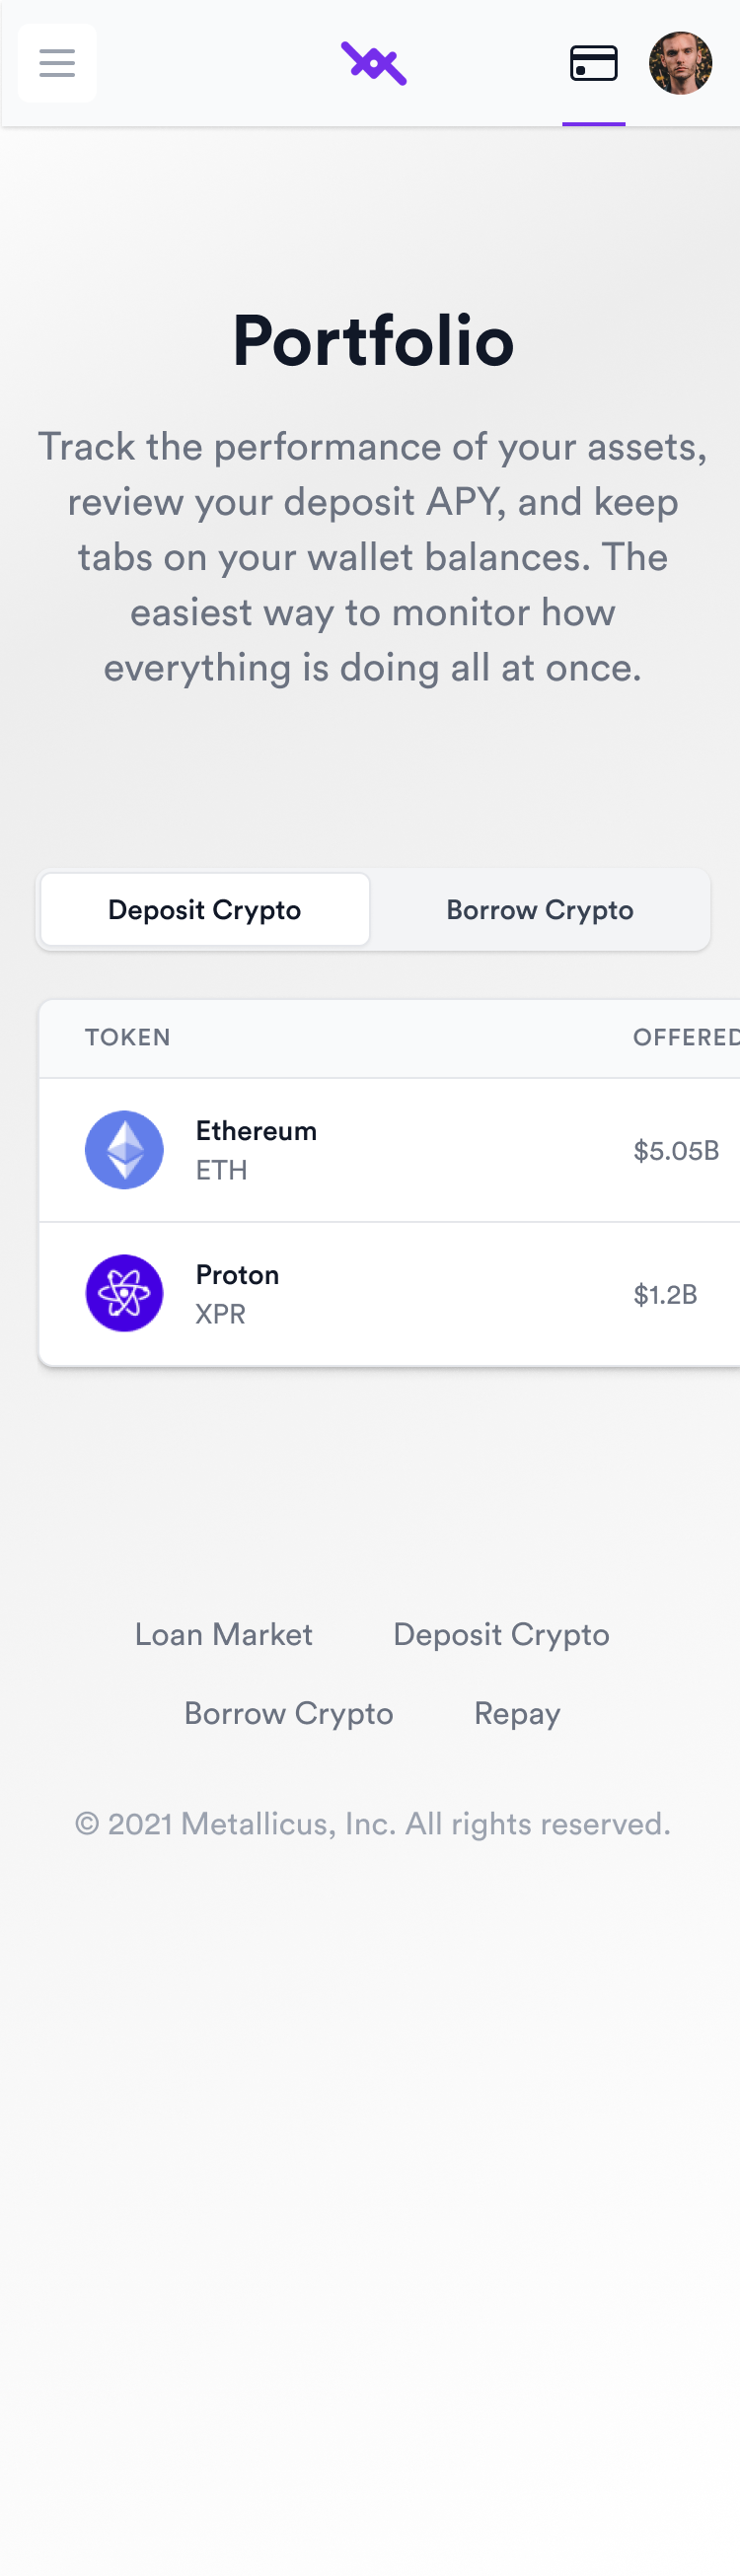 Portfolio
Track the performance of your assets,
review your deposit APY, and keep
tabs on your wallet balances. The
easiest way to monitor how
everything is doing all at once.
Deposit Crypto Borrow Crypto
TOKEN OFFERED
Ethereum
ETH
$5.05B
Proton
XPR
$1.2B
Loan Market Deposit Crypto
Borrow Crypto Repay
© 2021 Metallicus, Inc. All rights reserved.